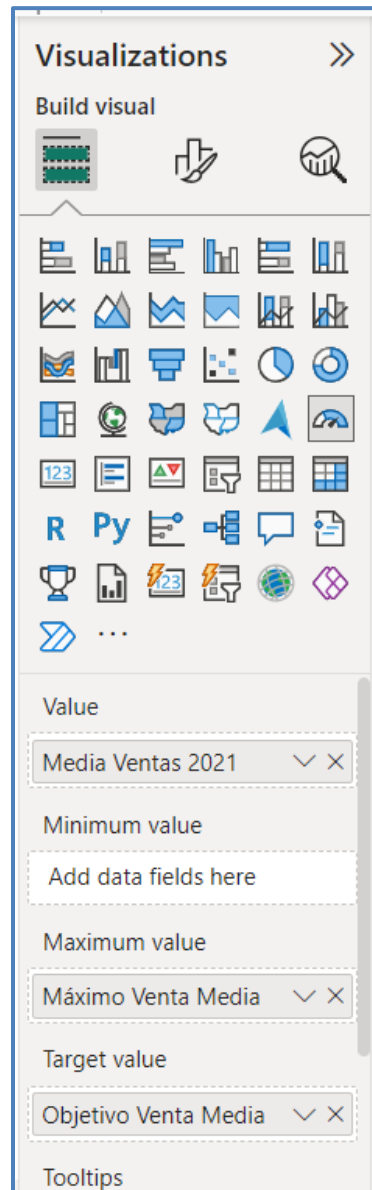 Visualizations
Build visual
123
R Py
123
...
Value
Media Ventas 2021
Minimum value
Add data fields here
Maximum value
Máximo Venta Media
Target value
Objetivo Venta Media
Tooltips